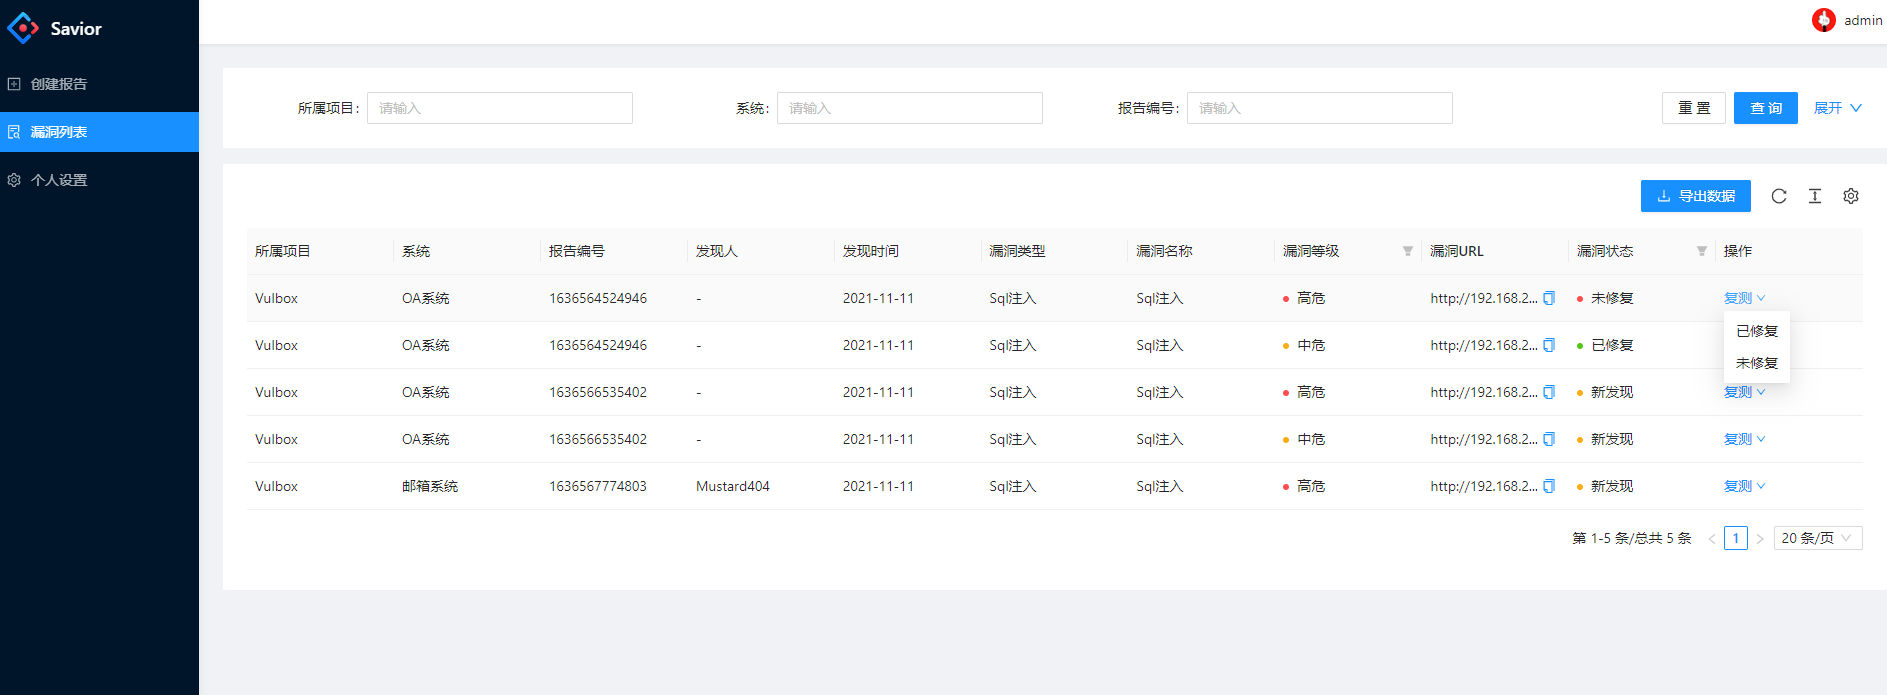 Savior
admin
创建报告
漏洞列表
个人设置
所属项目: 请输入 系统: 请输入 报告编号: 请输入 重 置 查 询 展开
导出数据
所属项目 系统 报告编号 发现人 发现时间 漏洞类型 漏洞名称 漏洞等级 漏洞URL 漏洞状态 操作
Vulbox OA系统 1636564524946 - 2021-11-11 Sql注入 Sql注入 高危 http://192.168.2... 未修复 复测
已修复
未修复
Vulbox OA系统 1636564524946 - 2021-11-11 Sql注入 Sql注入 中危 http://192.168.2... 已修复
Vulbox OA系统 1636566535402 - 2021-11-11 Sql注入 Sql注入 高危 http://192.168.2... 新发现 复测
Vulbox OA系统 1636566535402 - 2021-11-11 Sql注入 Sql注入 中危 http://192.168.2... 新发现 复测
Vulbox 邮箱系统 1636567774803 Mustard404 2021-11-11 Sql注入 Sql注入 高危 http://192.168.2... 新发现 复测
第 1-5 条/总共 5 条 < 1 > 20 条/页